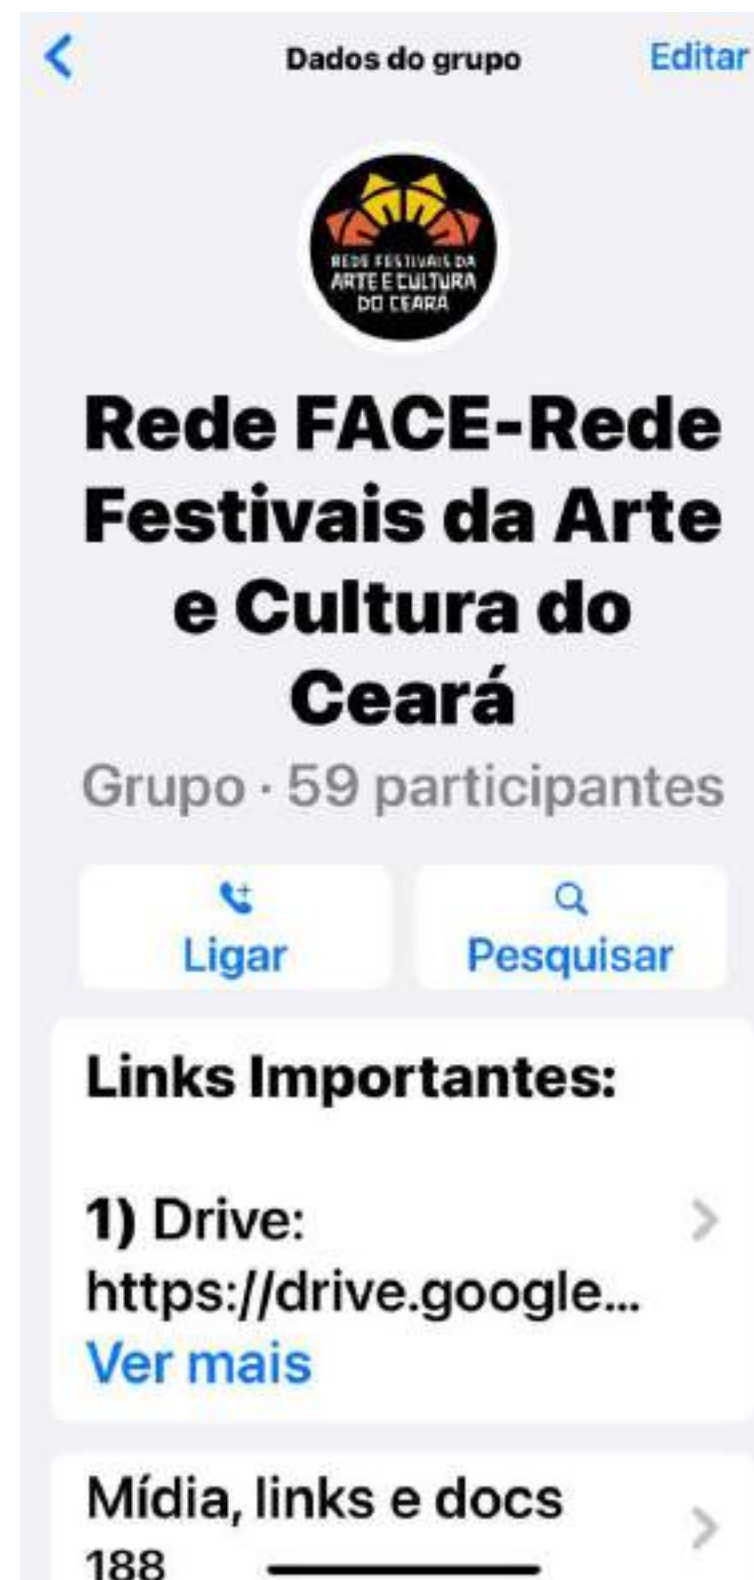 Dados do grupo
Editar
REDE FESTIVAIS DA
ARTE E CULTURA
DO CEARÁ
Rede FACE-Rede
Festivais da Arte
e Cultura do
Ceará
Grupo · 59 participantes
Ligar
Pesquisar
Links Importantes:
1) Drive:
https://drive.google...
Ver mais
Mídia, links e docs
188